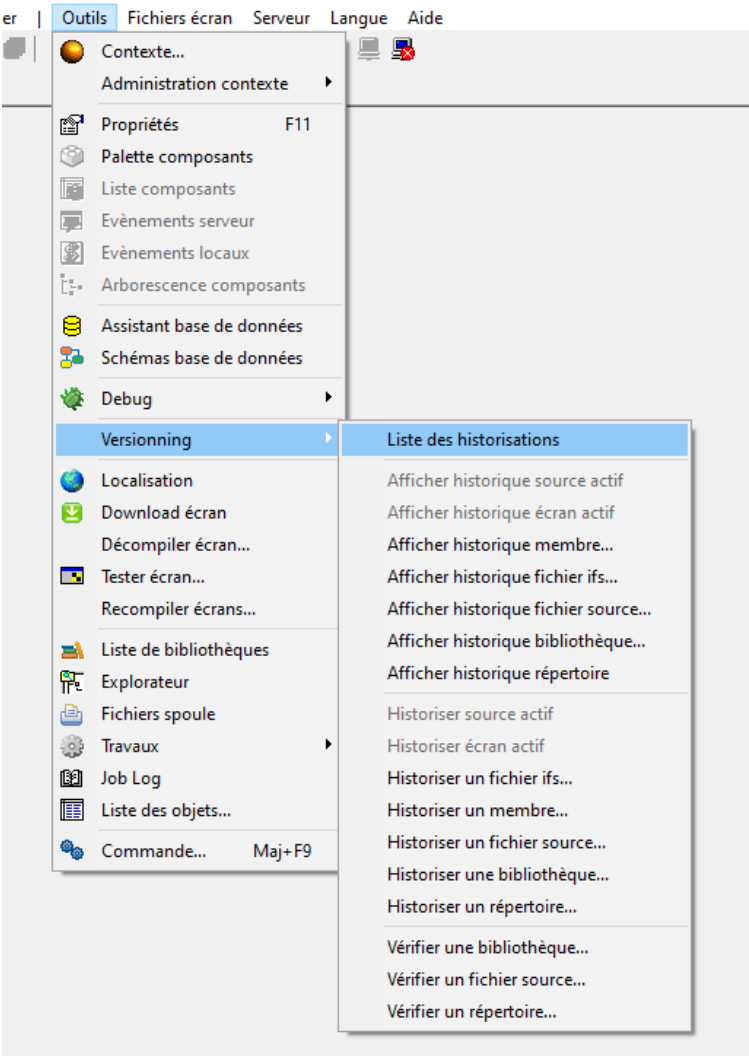 er | Outils Fichiers écran Serveur Langue Aide
Contexte...
Administration contexte
Propriétés F11
Palette composants
Liste composants
Evènements serveur
Evènements locaux
Arborescence composants
Assistant base de données
Schémas base de données
Debug
Versionning
Localisation
Download écran
Décompiler écran...
Tester écran...
Recompiler écrans...
Liste de bibliothèques
Explorateur
Fichiers spoule
Travaux
Job Log
Liste des objets...
Commande... Maj+F9
Liste des historisations
Afficher historique source actif
Afficher historique écran actif
Afficher historique membre...
Afficher historique fichier ifs...
Afficher historique fichier source...
Afficher historique bibliothèque...
Afficher historique répertoire
Historiser source actif
Historiser écran actif
Historiser un fichier ifs...
Historiser un membre...
Historiser un fichier source...
Historiser une bibliothèque...
Historiser un répertoire...
Vérifier une bibliothèque...
Vérifier un fichier source...
Vérifier un répertoire...